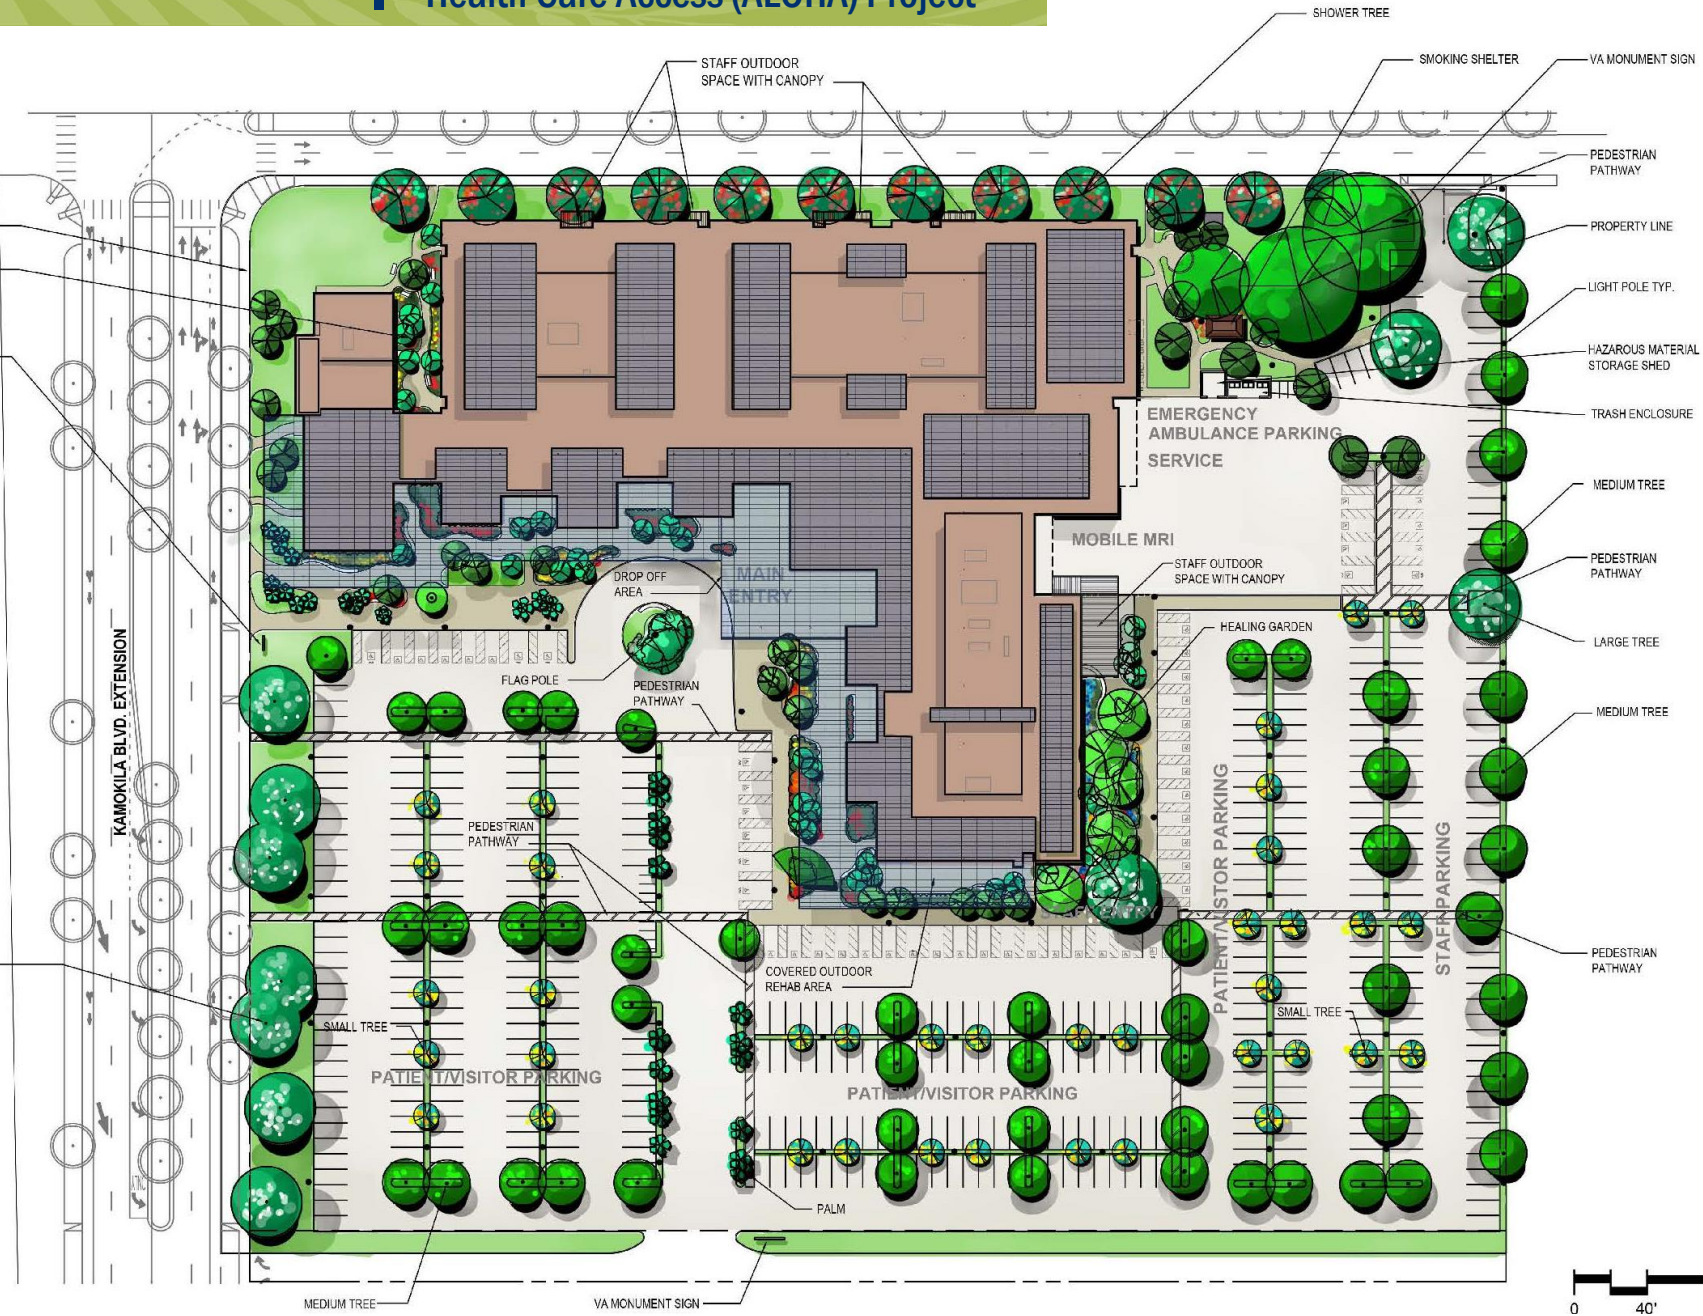 Health Care Access (ALOHA) Project
SHOWER TREE
STAFF OUTDOOR
SPACE WITH CANOPY
SMOKING SHELTER
VA MONUMENT SIGN
PEDESTRIAN
PATHWAY
PROPERTY LINE
LIGHT POLE TYP.
HAZAROUS MATERIAL
STORAGE SHED
TRASH ENCLOSURE
EMERGENCY
AMBULANCE PARKING
SERVICE
MEDIUM TREE
MOBILE MRI
STAFF OUTDOOR
SPACE WITH CANOPY
PEDESTRIAN
PATHWAY
DROP OFF
AREA
MAIN
ENTRY
HEALING GARDEN
LARGE TREE
FLAG POLE
PEDESTRIAN
PATHWAY
MEDIUM TREE
KAMOKILA BLVD. EXTENSION
PEDESTRIAN
PATHWAY
PATIENT/VISTOR PARKING
STAFF PARKING
STAFF ENTRY
PEDESTRIAN
PATHWAY
COVERED OUTDOOR
REHAB AREA
SMALL TREE
SMALL TREE
PATIENT/VISITOR PARKING
PATIENT/VISITOR PARKING
PALM
MEDIUM TREE
VA MONUMENT SIGN
0 40'